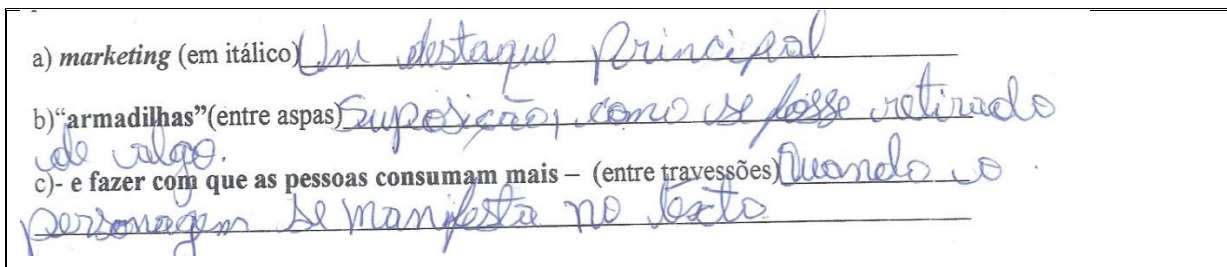 a) marketing (em itálico) Um destaque principal
b)“armadilhas”(entre aspas) Suposição, como se fosse retirado
de algo.
c)- e fazer com que as pessoas consumam mais – (entre travessões) Quando o
personagem se manifesta no texto